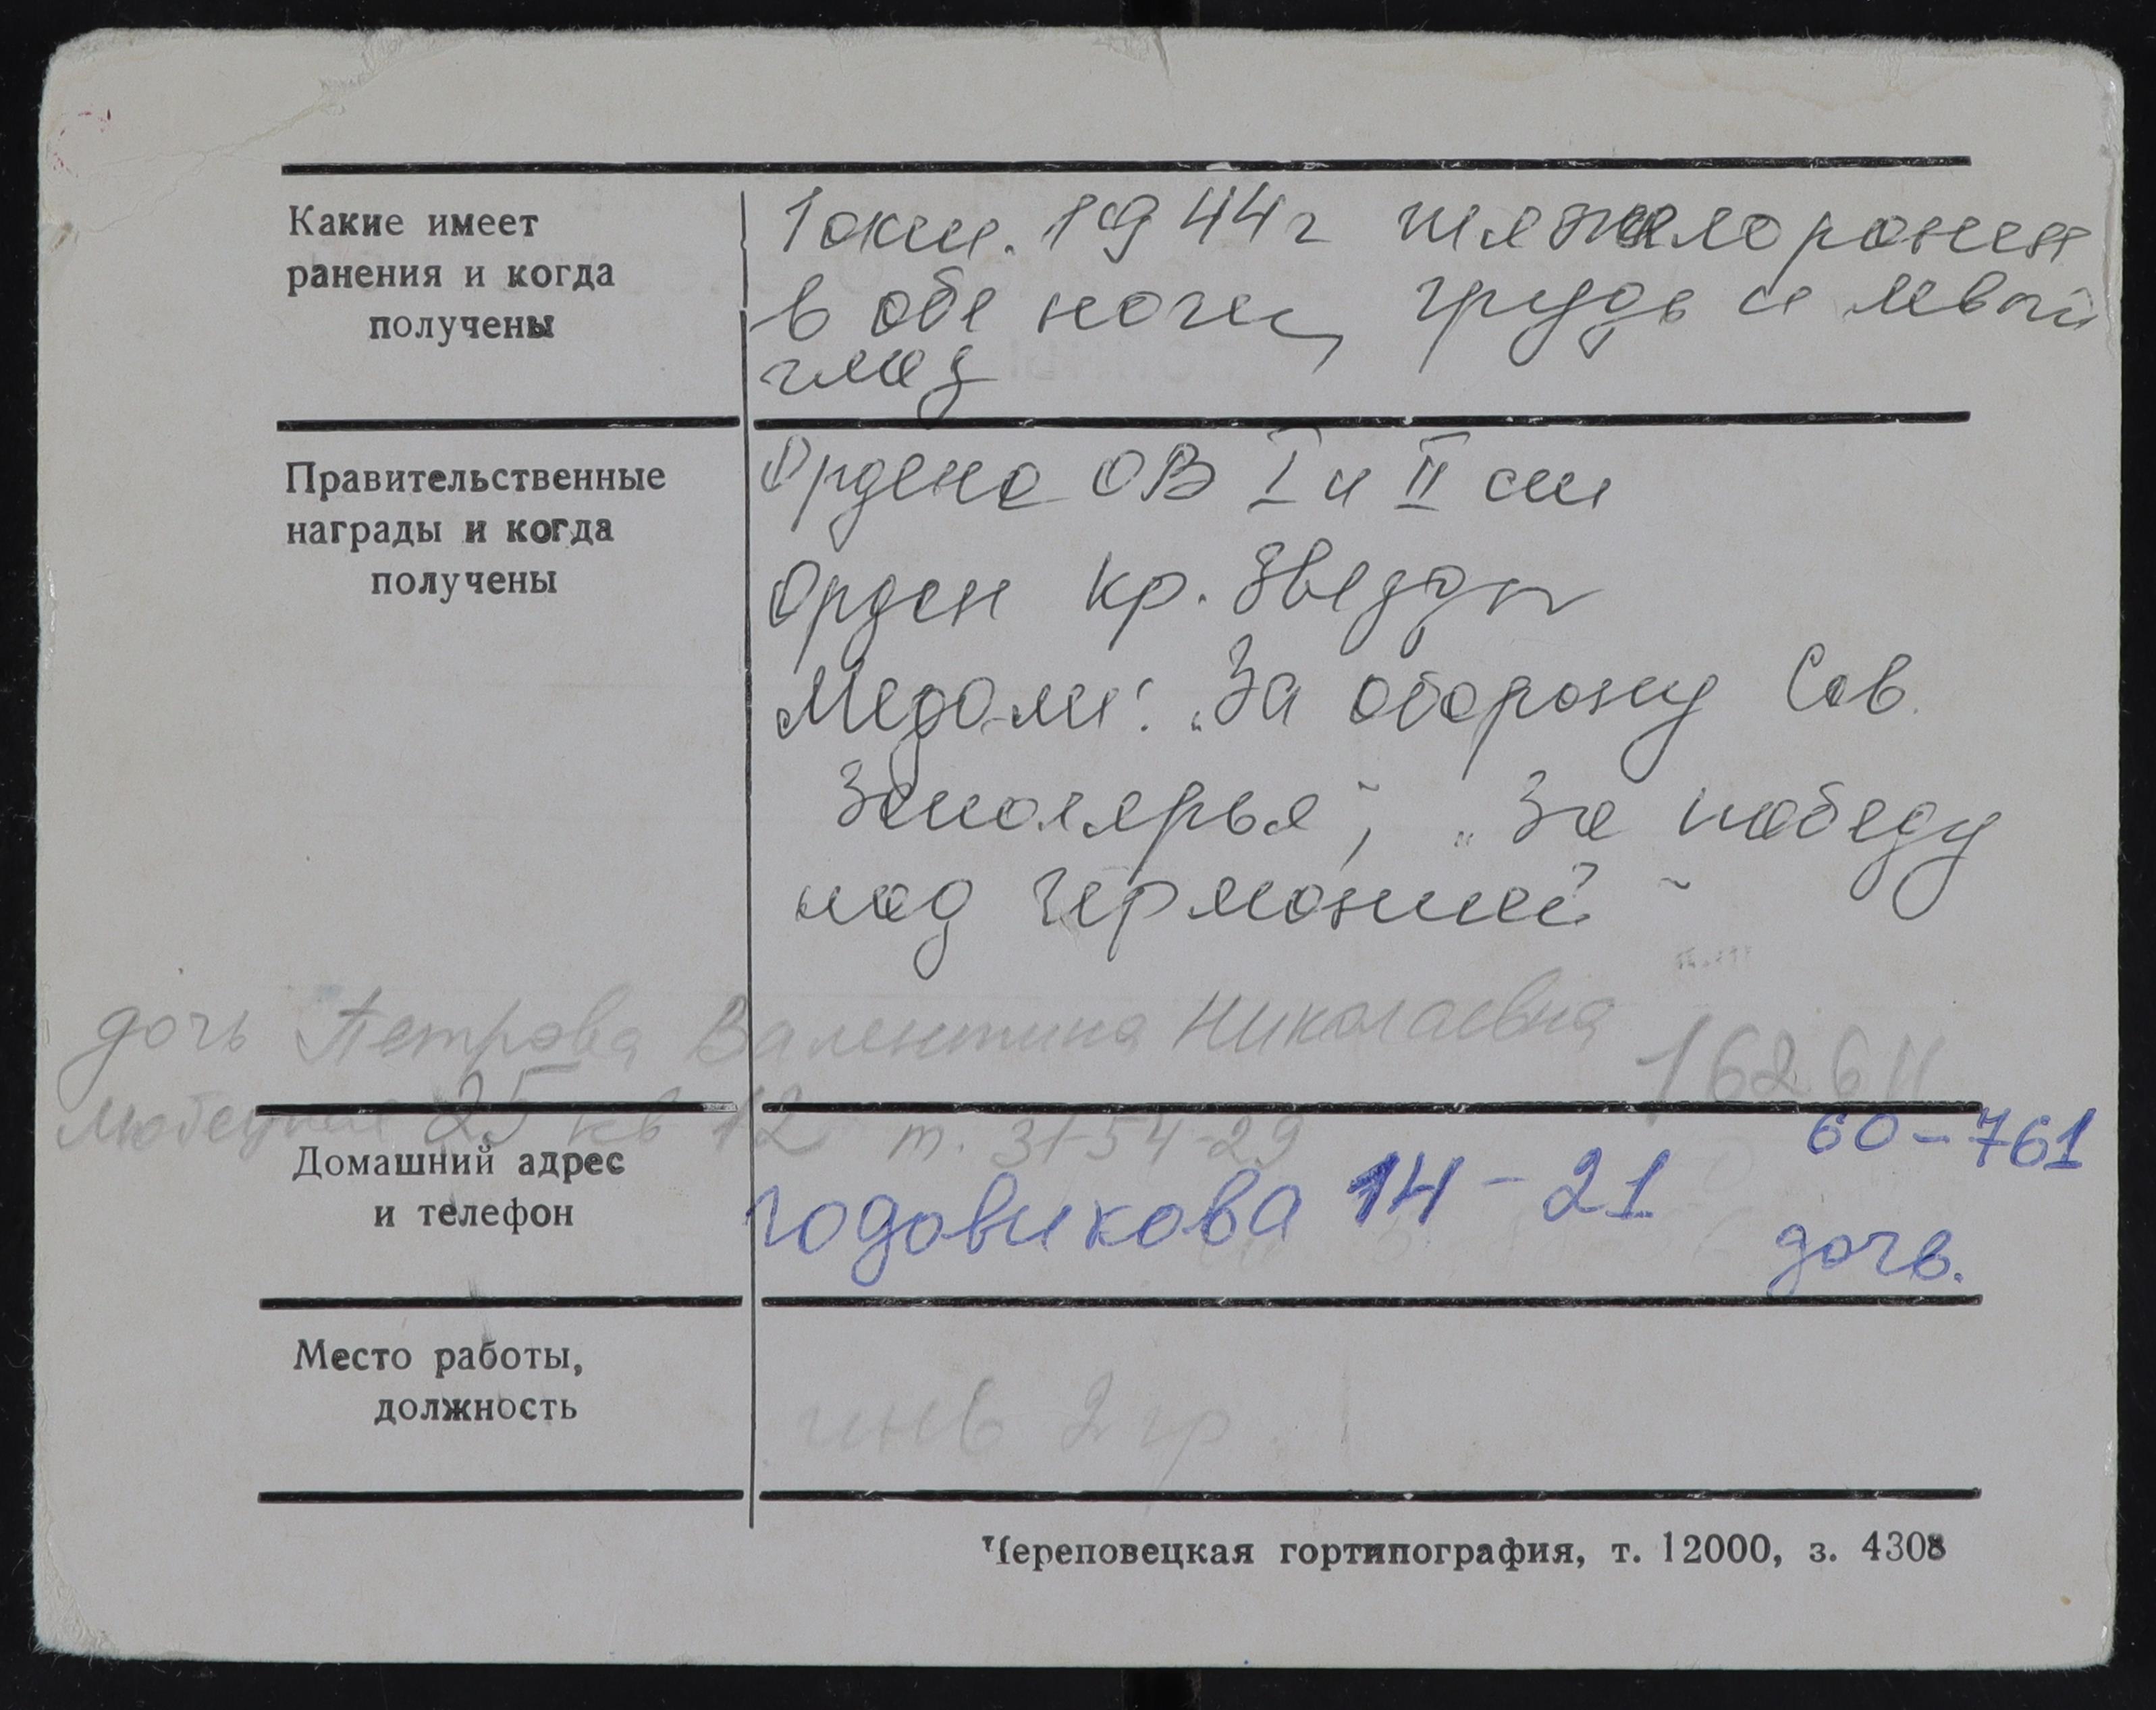 Какие имеет
ранения и когда
получены
1 окт. 1944 г тяжело ранен
в обе ноги, грудь и левый
глаз
Правительственные
награды и когда
получены
Ордена ОВ I и II ст
Орден Кр. Звезды
Медали: „За оборону Сов.
Заполярья“, „За победу
над Германией“
дочь Петрова Валентина Николаевна
1626
25 кв 12 т. 31-54-29
Домашний адрес
и телефон
60-761
Годовикова 14-21
дочь.
Место работы,
должность
инв 2 гр
Череповецкая гортипография, т. 12000, з. 4308